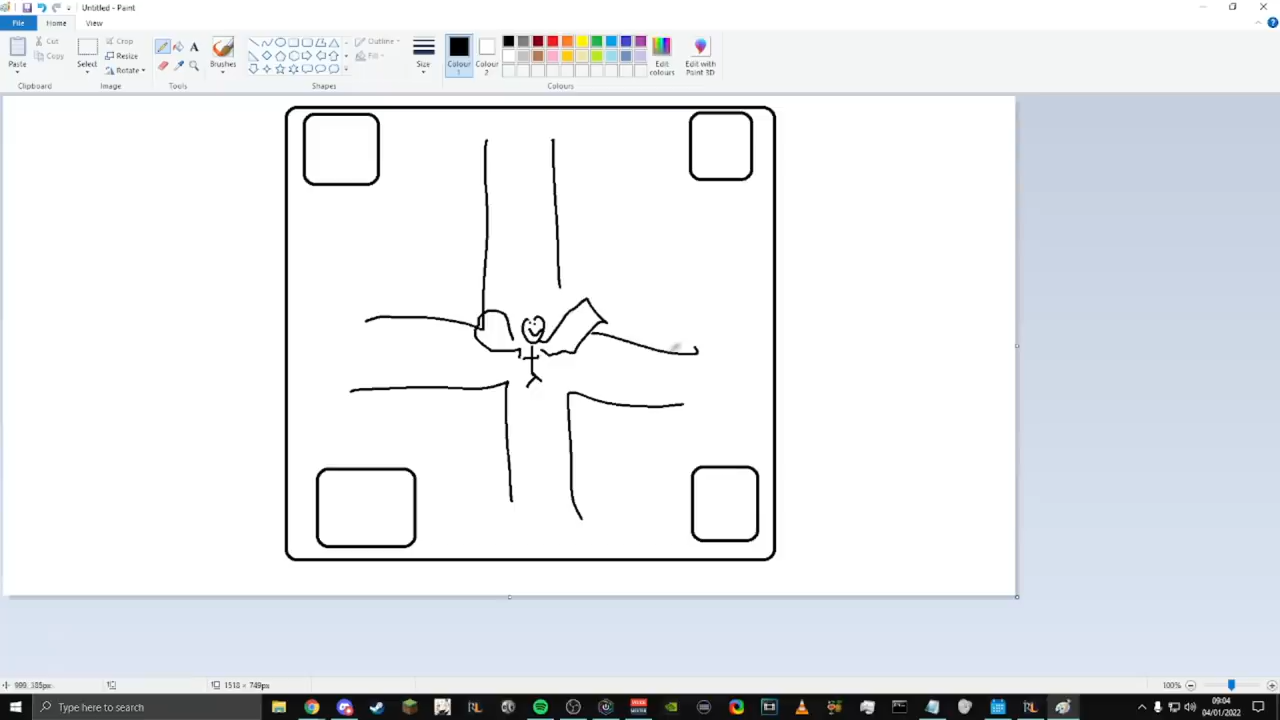 Untitled - Paint
File Home View
Paste Cut Copy Select Crop Resize Rotate A Brushes Outline Fill Size Colour 1 Colour 2 Edit colours Edit with Paint 3D
Clipboard Image Tools Shapes Colours
999, 385px 1518 × 749px 100%
Type here to search 09:04
04/01/2022